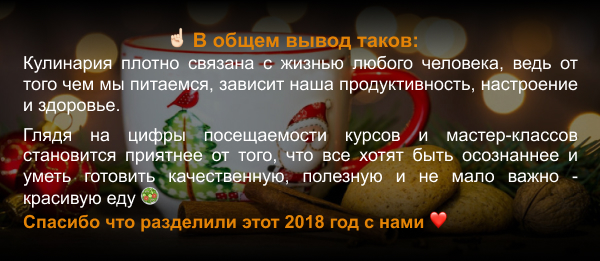 ☝🏻 В общем вывод таков:
Кулинария плотно связана с жизнью любого человека, ведь от
того чем мы питаемся, зависит наша продуктивность, настроение
и здоровье.
Глядя на цифры посещаемости курсов и мастер-классов
становится приятнее от того, что все хотят быть осознаннее и
уметь готовить качественную, полезную и не мало важно -
красивую еду 🥗
Спасибо что разделили этот 2018 год с нами ❤️